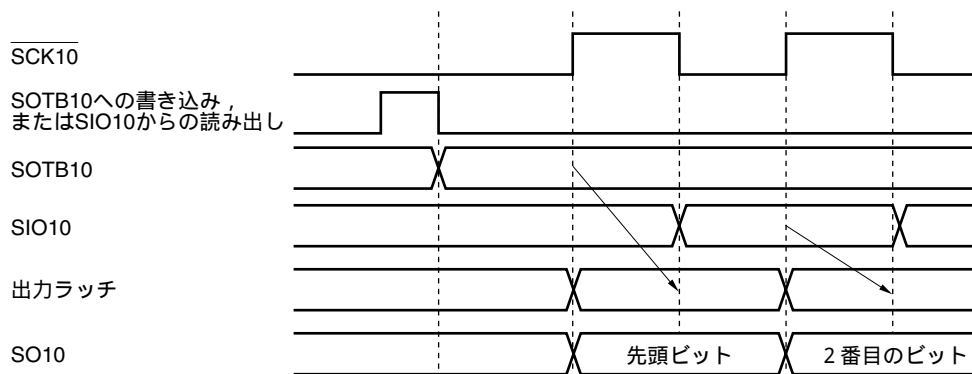 SCK10
SOTB10への書き込み，
またはSIO10からの読み出し
SOTB10
SIO10
出力ラッチ
SO10
先頭ビット
2番目のビット